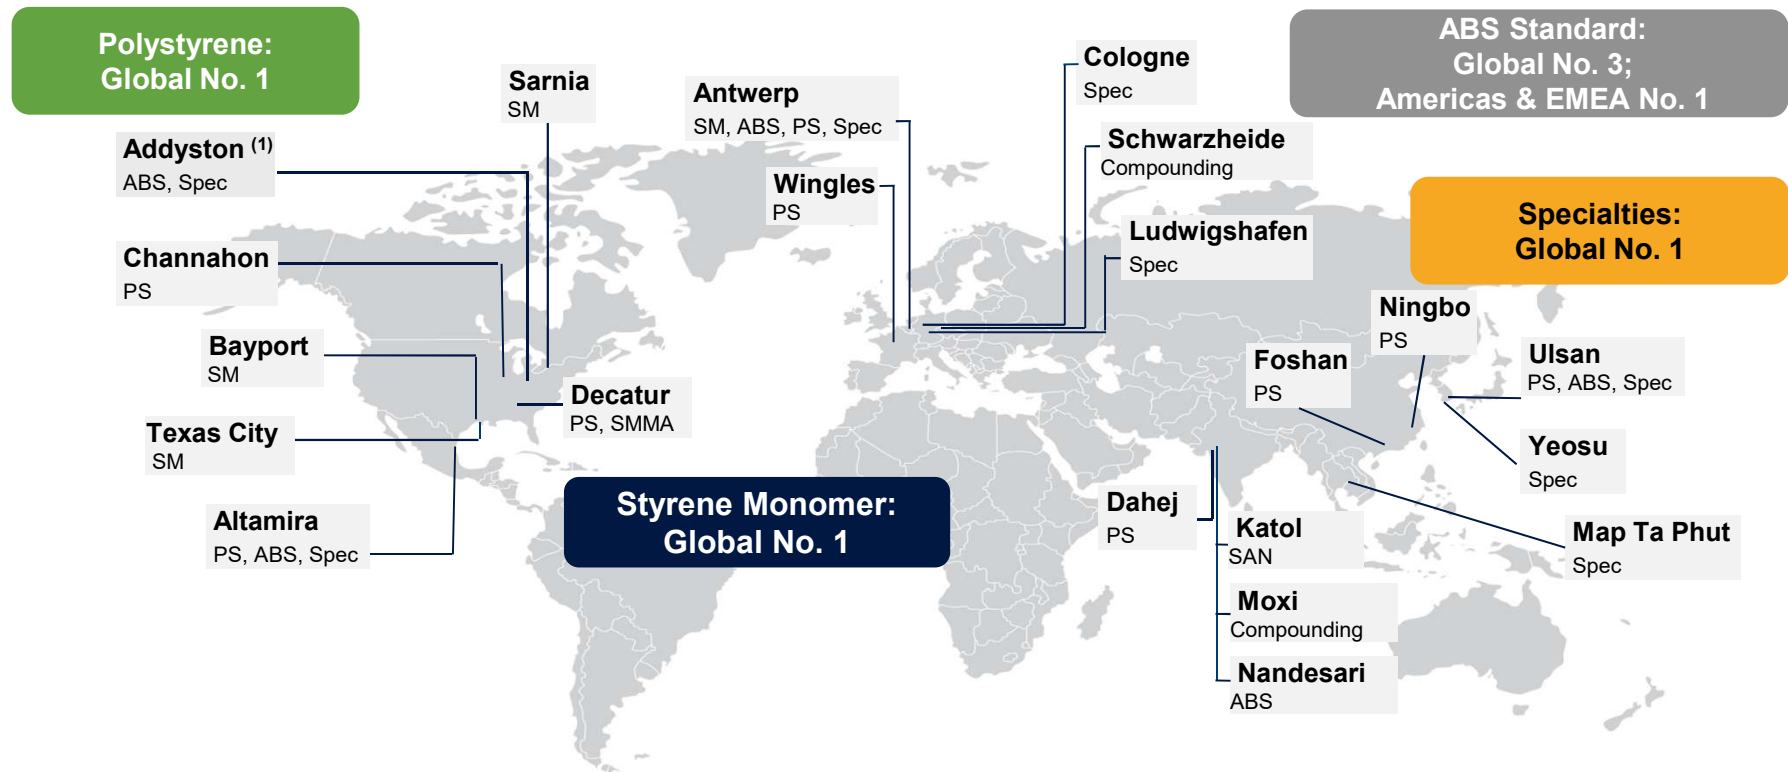 Polystyrene:
Global No. 1
ABS Standard:
Global No. 3;
Americas & EMEA No. 1
Specialties:
Global No. 1
Styrene Monomer:
Global No. 1
Sarnia
SM
Addyston (1)
ABS, Spec
Channahon
PS
Bayport
SM
Texas City
SM
Altamira
PS, ABS, Spec
Decatur
PS, SMMA
Antwerp
SM, ABS, PS, Spec
Wingles
PS
Cologne
Spec
Schwarzheide
Compounding
Ludwigshafen
Spec
Ningbo
PS
Foshan
PS
Ulsan
PS, ABS, Spec
Yeosu
Spec
Map Ta Phut
Spec
Dahej
PS
Katol
SAN
Moxi
Compounding
Nandesari
ABS